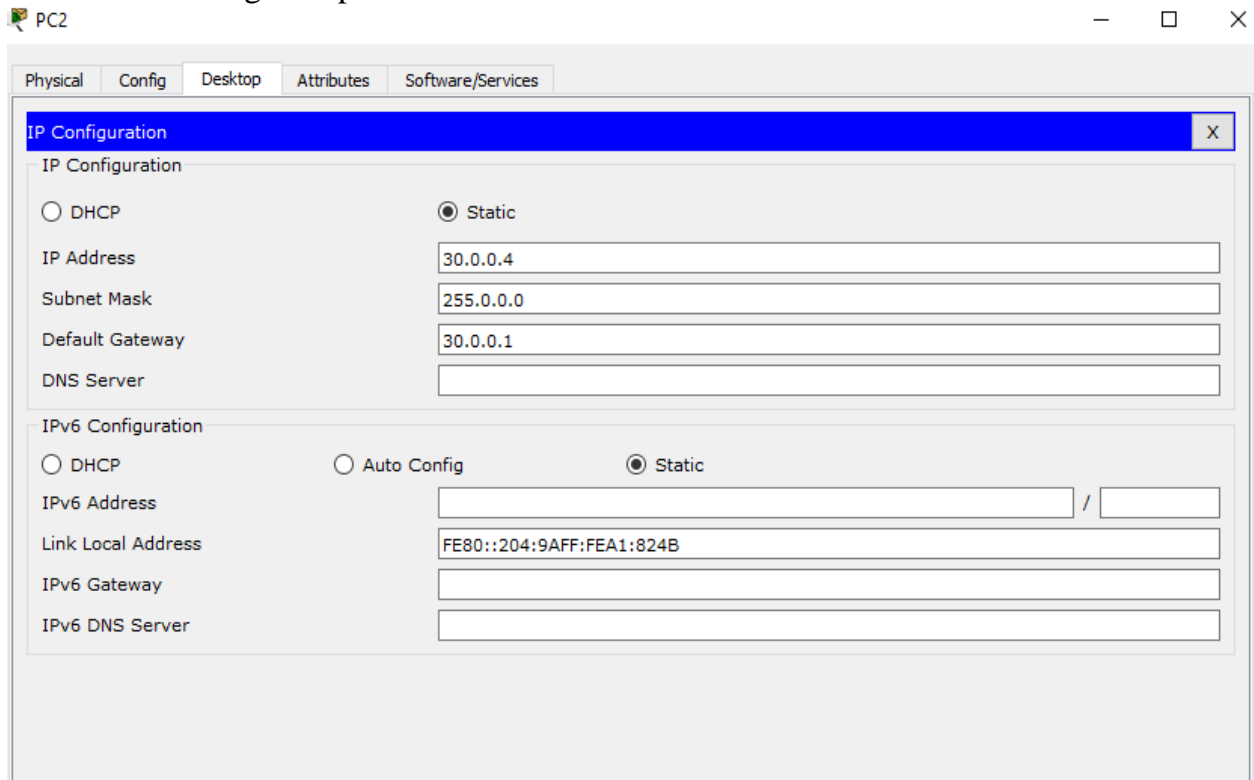 PC2
Physical Config Desktop Attributes Software/Services
IP Configuration X
IP Configuration
DHCP Static
IP Address 30.0.0.4
Subnet Mask 255.0.0.0
Default Gateway 30.0.0.1
DNS Server
IPv6 Configuration
DHCP Auto Config Static
IPv6 Address /
Link Local Address FE80::204:9AFF:FEA1:824B
IPv6 Gateway
IPv6 DNS Server